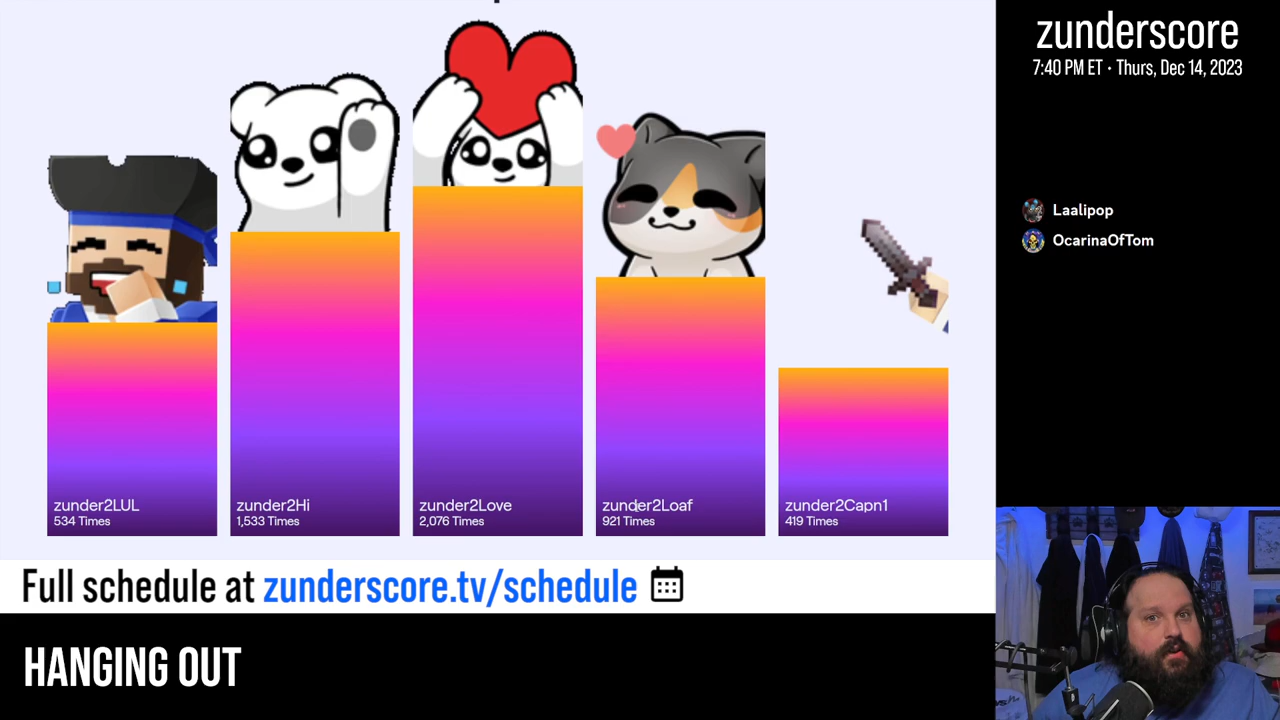 zunderscore
7:40 PM ET • Thurs, Dec 14, 2023
Laalipop
OcarinaOfTom
zunder2LUL
534 Times
zunder2Hi
1,533 Times
zunder2Love
2,076 Times
zunder2Loaf
921 Times
zunder2Capn1
419 Times
Full schedule at zunderscore.tv/schedule
HANGING OUT